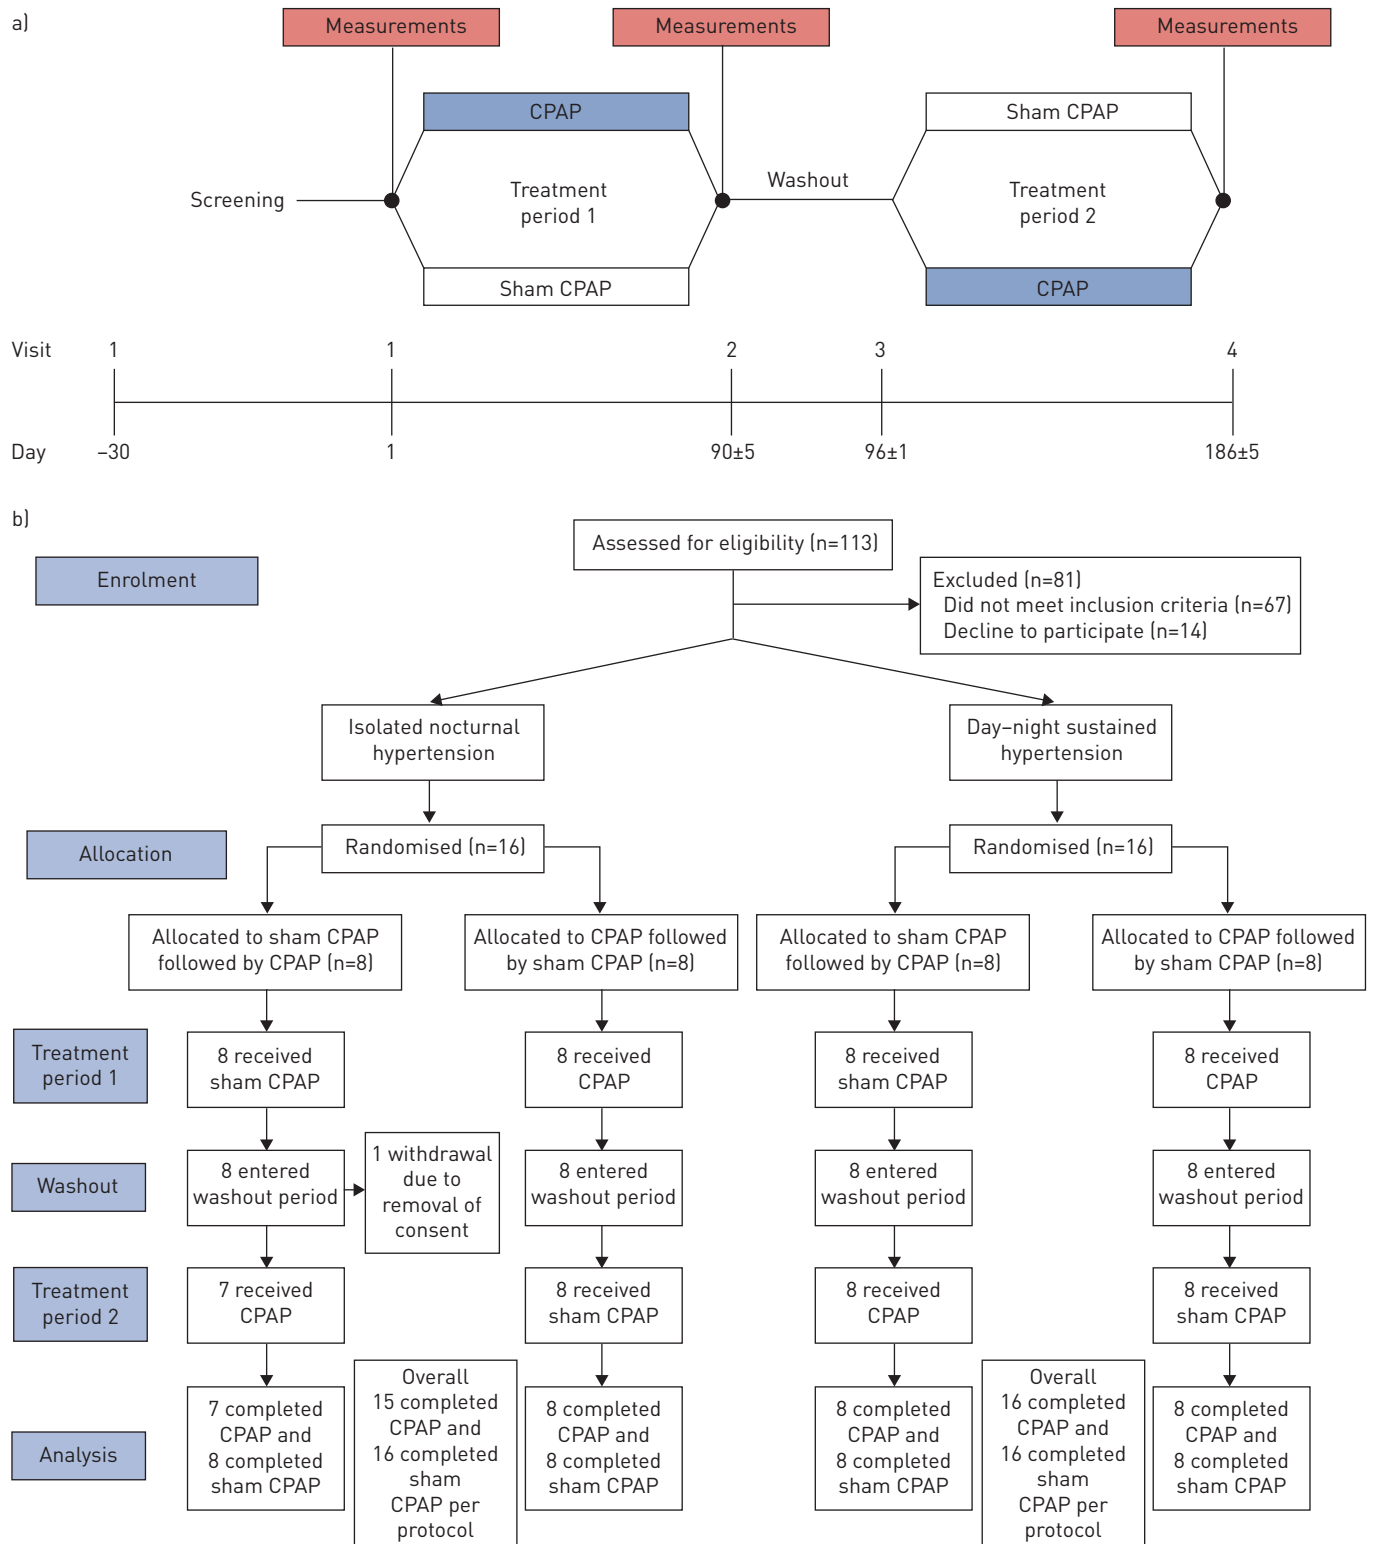 a)
Measurements
Measurements
Measurements
CPAP
Sham CPAP
Screening
Treatment
period 1
Washout
Treatment
period 2
Sham CPAP
CPAP
Visit 1 1 2 3 4
Day –30 1 90±5 96±1 186±5
b)
Enrolment
Assessed for eligibility (n=113)
Excluded (n=81)
Did not meet inclusion criteria (n=67)
Decline to participate (n=14)
Isolated nocturnal
hypertension
Day–night sustained
hypertension
Allocation
Randomised (n=16)
Randomised (n=16)
Allocated to sham CPAP
followed by CPAP (n=8)
Allocated to CPAP followed
by sham CPAP (n=8)
Allocated to sham CPAP
followed by CPAP (n=8)
Allocated to CPAP followed
by sham CPAP (n=8)
Treatment
period 1
8 received
sham CPAP
8 received
CPAP
8 received
sham CPAP
8 received
CPAP
Washout
8 entered
washout period
1 withdrawal
due to
removal of
consent
8 entered
washout period
8 entered
washout period
8 entered
washout period
Treatment
period 2
7 received
CPAP
8 received
sham CPAP
8 received
CPAP
8 received
sham CPAP
Analysis
7 completed
CPAP and
8 completed
sham CPAP
Overall
15 completed
CPAP and
16 completed
sham
CPAP per
protocol
8 completed
CPAP and
8 completed
sham CPAP
8 completed
CPAP and
8 completed
sham CPAP
Overall
16 completed
CPAP and
16 completed
sham
CPAP per
protocol
8 completed
CPAP and
8 completed
sham CPAP